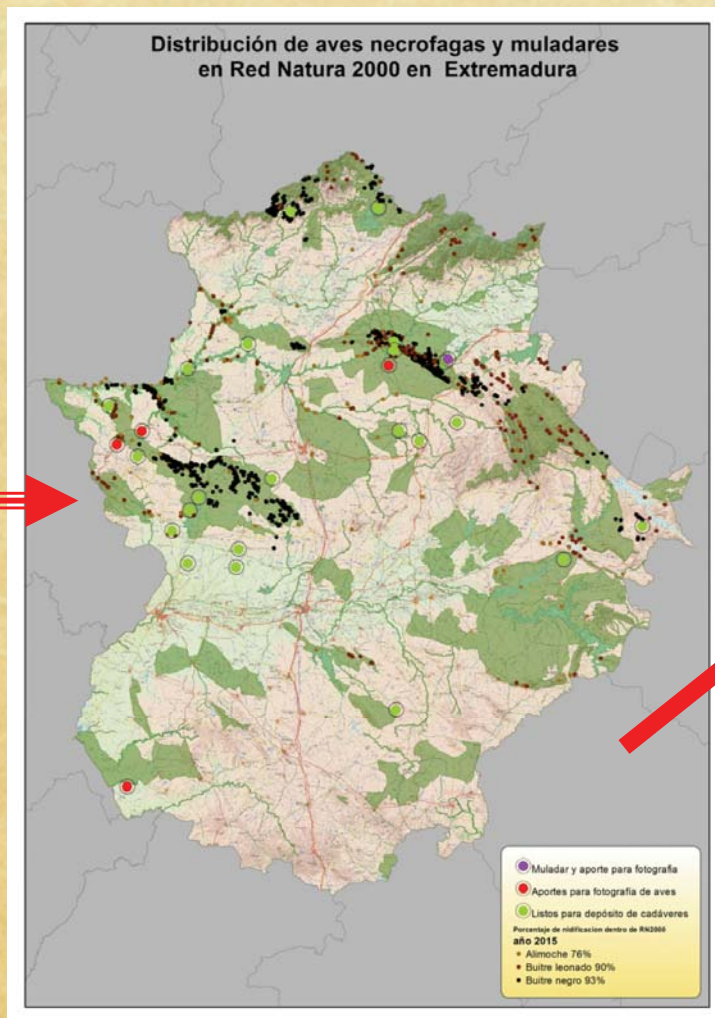 Distribución de aves necrofagas y muladares
en Red Natura 2000 en Extremadura
Muladar y aporte para fotografia
Aportes para fotografía de aves
Listos para depósito de cadáveres
Porcentaje de nidificacion dentro de RN2000
año 2015
Alimoche 76%
Buitre leonado 90%
Buitre negro 93%